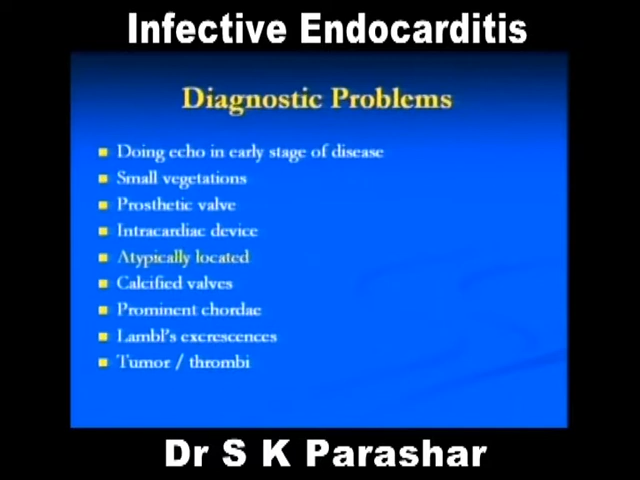 Infective Endocarditis
Diagnostic Problems
Doing echo in early stage of disease
Small vegetations
Prosthetic valve
Intracardiac device
Atypically located
Calcified valves
Prominent chordae
Lambl's excrescences
Tumor / thrombi
Dr S K Parashar